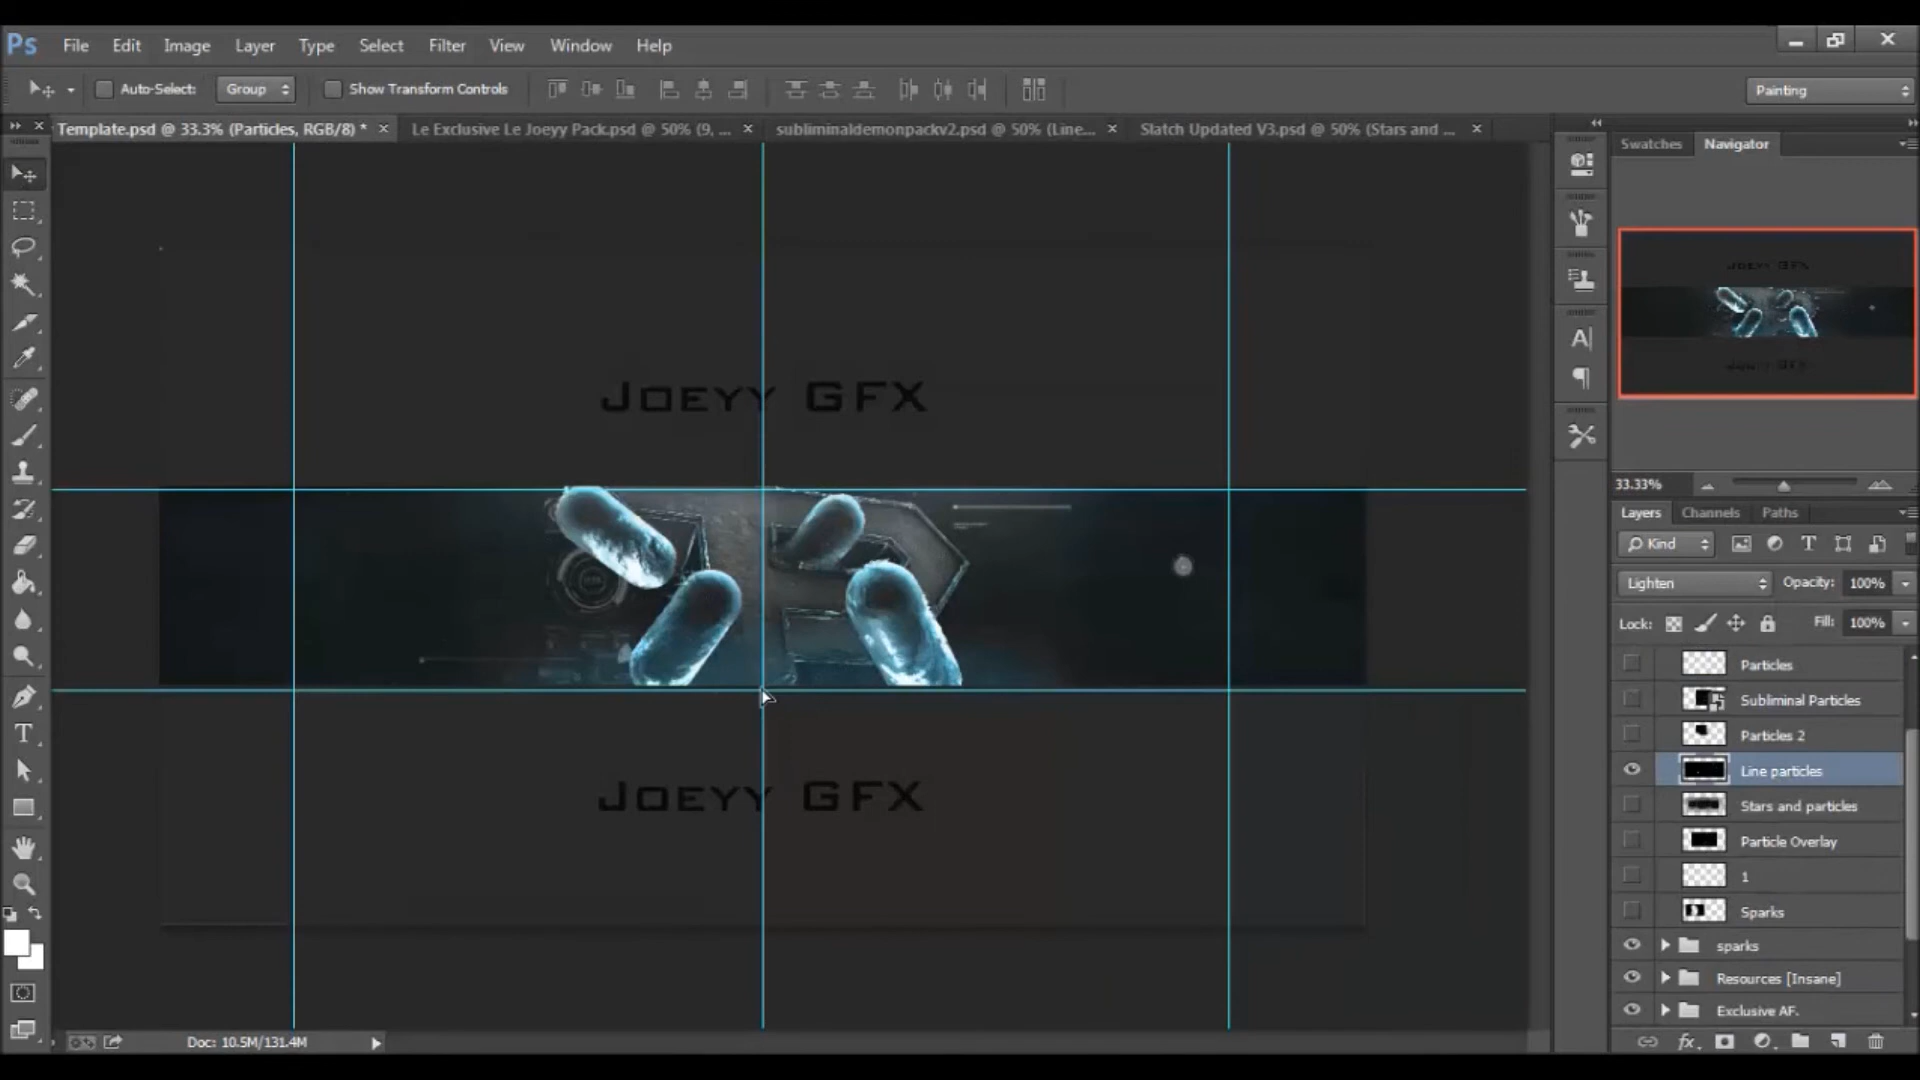 Ps File Edit Image Layer Type Select Filter View Window Help
Auto-Select: Group Show Transform Controls Painting
Template.psd @ 33.3% (Particles, RGB/8) * × Le Exclusive Le Joeyy Pack.psd @ 50% (9, ... × subliminaldemonpackv2.psd @ 50% (Line... × Slatch Updated V3.psd @ 50% (Stars and ... ×
Swatches Navigator
Joeyy GFX
Joeyy GFX
33.33%
Layers Channels Paths
Kind
Lighten Opacity: 100%
Lock: Fill: 100%
Particles
Subliminal Particles
Particles 2
Line particles
Stars and particles
Particle Overlay
1
Sparks
sparks
Resources [Insane]
Exclusive AF.
Doc: 10.5M/131.4M